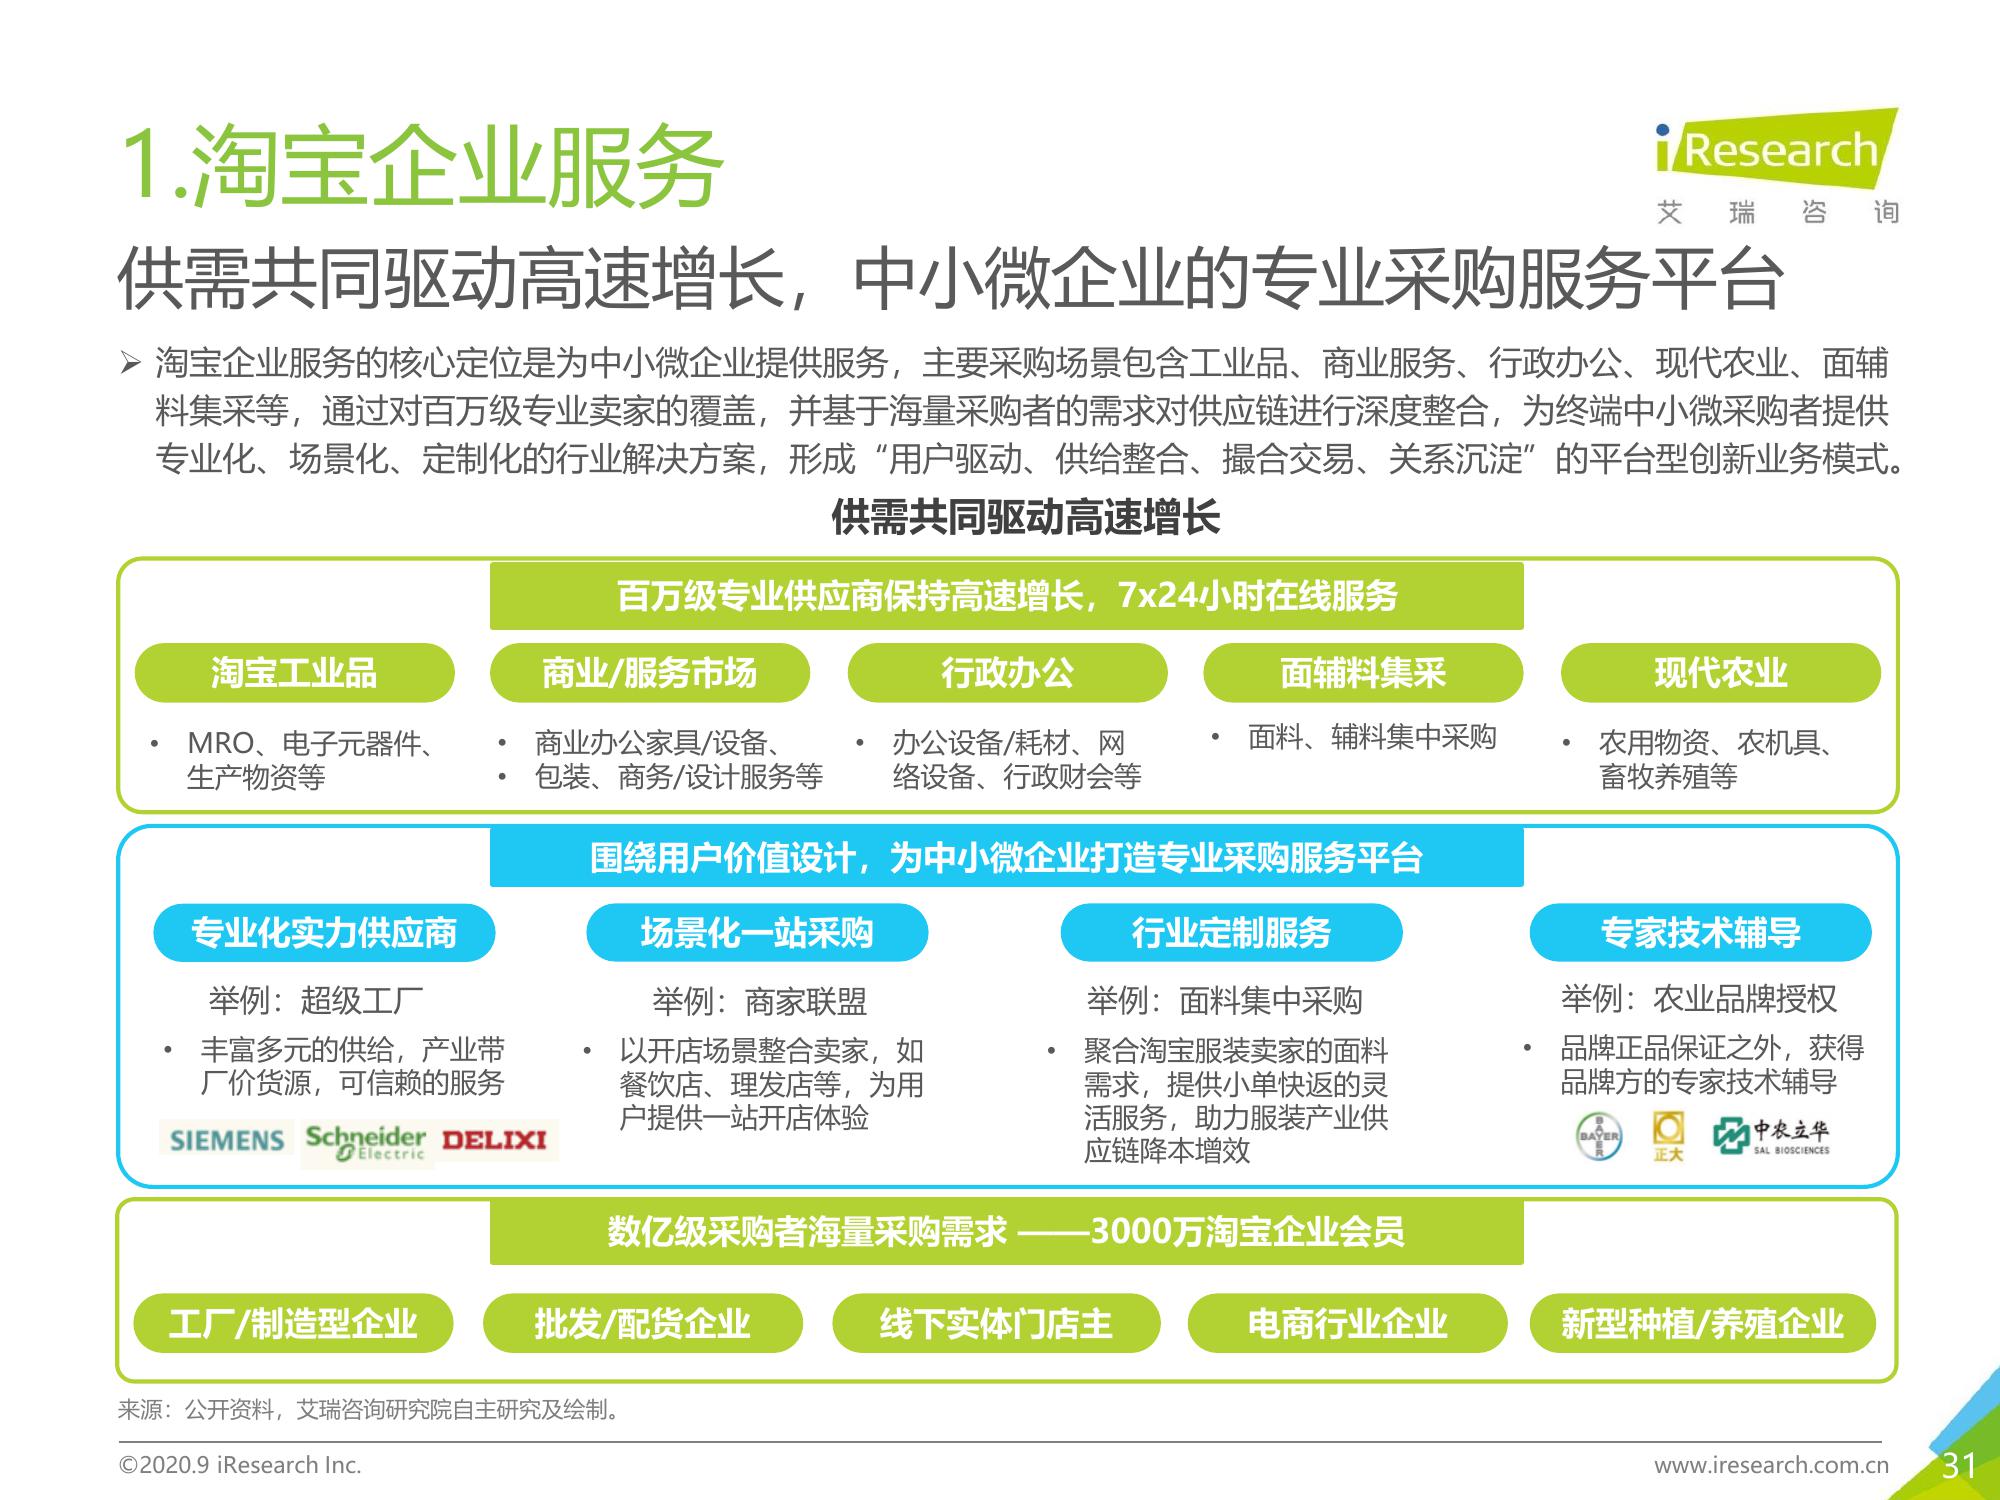 1.淘宝企业服务
iResearch
艾瑞咨询
供需共同驱动高速增长，中小微企业的专业采购服务平台
➢ 淘宝企业服务的核心定位是为中小微企业提供服务，主要采购场景包含工业品、商业服务、行政办公、现代农业、面辅
料集采等，通过对百万级专业卖家的覆盖，并基于海量采购者的需求对供应链进行深度整合，为终端中小微采购者提供
专业化、场景化、定制化的行业解决方案，形成“用户驱动、供给整合、撮合交易、关系沉淀”的平台型创新业务模式。
供需共同驱动高速增长
百万级专业供应商保持高速增长，7x24小时在线服务
淘宝工业品
• MRO、电子元器件、
生产物资等
商业/服务市场
• 商业办公家具/设备、
• 包装、商务/设计服务等
行政办公
• 办公设备/耗材、网
络设备、行政财会等
面辅料集采
• 面料、辅料集中采购
现代农业
• 农用物资、农机具、
畜牧养殖等
围绕用户价值设计，为中小微企业打造专业采购服务平台
专业化实力供应商
举例：超级工厂
• 丰富多元的供给，产业带
厂价货源，可信赖的服务
SIEMENS
Schneider
Electric
DELIXI
场景化一站采购
举例：商家联盟
• 以开店场景整合卖家，如
餐饮店、理发店等，为用
户提供一站开店体验
行业定制服务
举例：面料集中采购
• 聚合淘宝服装卖家的面料
需求，提供小单快返的灵
活服务，助力服装产业供
应链降本增效
专家技术辅导
举例：农业品牌授权
• 品牌正品保证之外，获得
品牌方的专家技术辅导
BAYER
正大
中农立华
SAL BIOSCIENCES
数亿级采购者海量采购需求 ——3000万淘宝企业会员
工厂/制造型企业
批发/配货企业
线下实体门店主
电商行业企业
新型种植/养殖企业
来源：公开资料，艾瑞咨询研究院自主研究及绘制。
©2020.9 iResearch Inc.
www.iresearch.com.cn
31